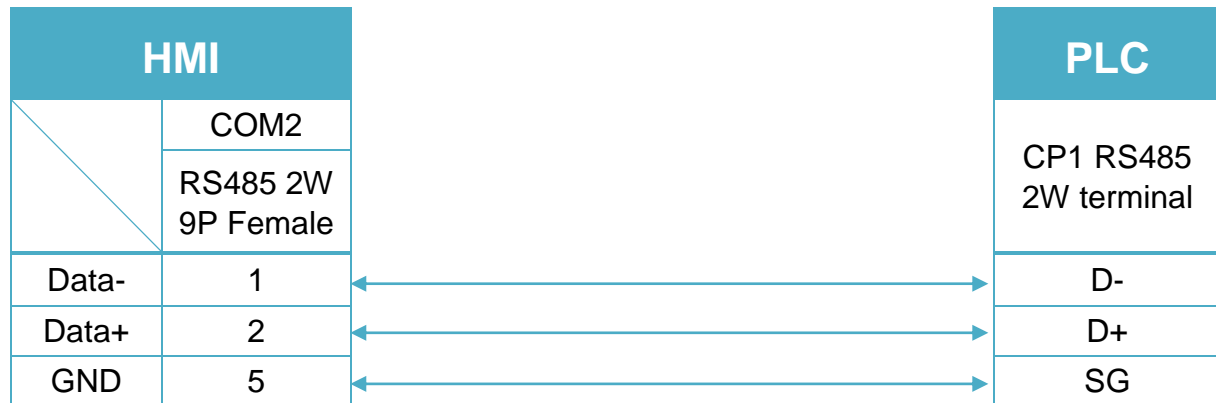 HMI
PLC
COM2
RS485 2W
9P Female
CP1 RS485
2W terminal
Data- 1 D-
Data+ 2 D+
GND 5 SG